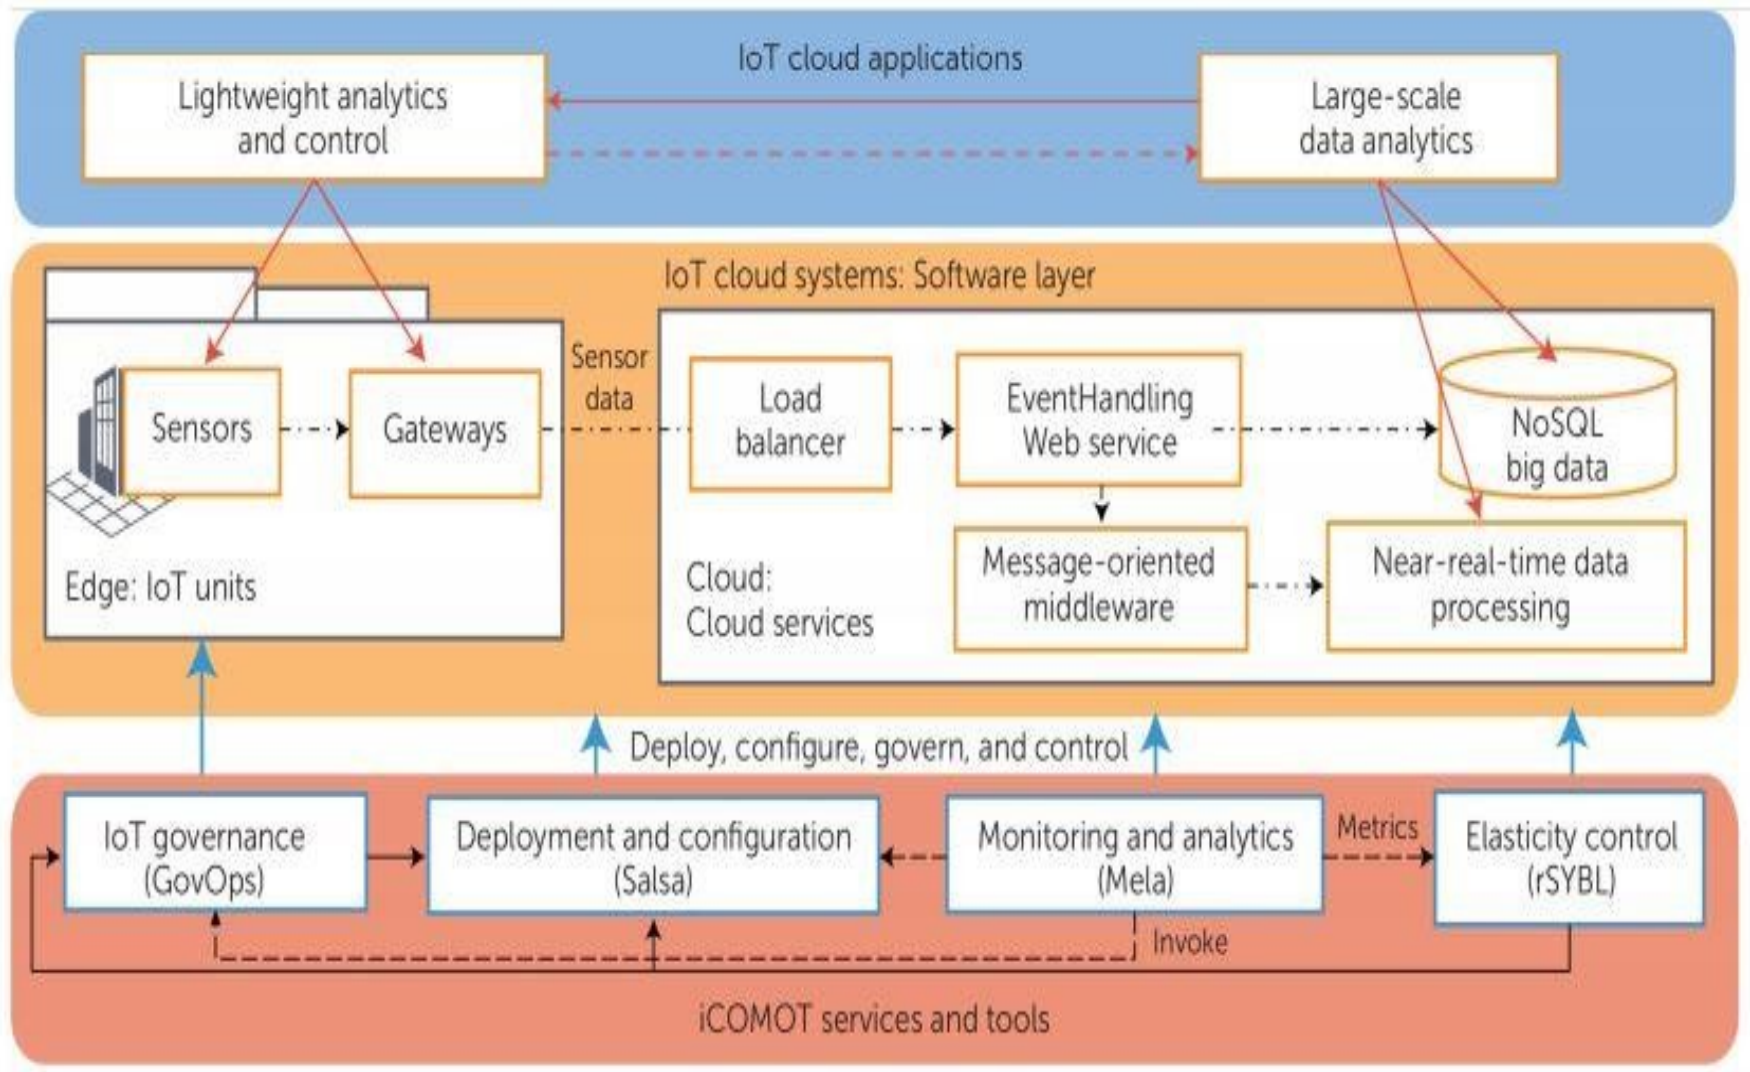 IoT cloud applications
Lightweight analytics
and control
Large-scale
data analytics
IoT cloud systems: Software layer
Sensors
Gateways
Edge: IoT units
Sensor
data
Load
balancer
EventHandling
Web service
NoSQL
big data
Message-oriented
middleware
Near-real-time data
processing
Cloud:
Cloud services
Deploy, configure, govern, and control
IoT governance
(GovOps)
Deployment and configuration
(Salsa)
Monitoring and analytics
(Mela)
Metrics
Elasticity control
(rSYBL)
Invoke
iCOMOT services and tools